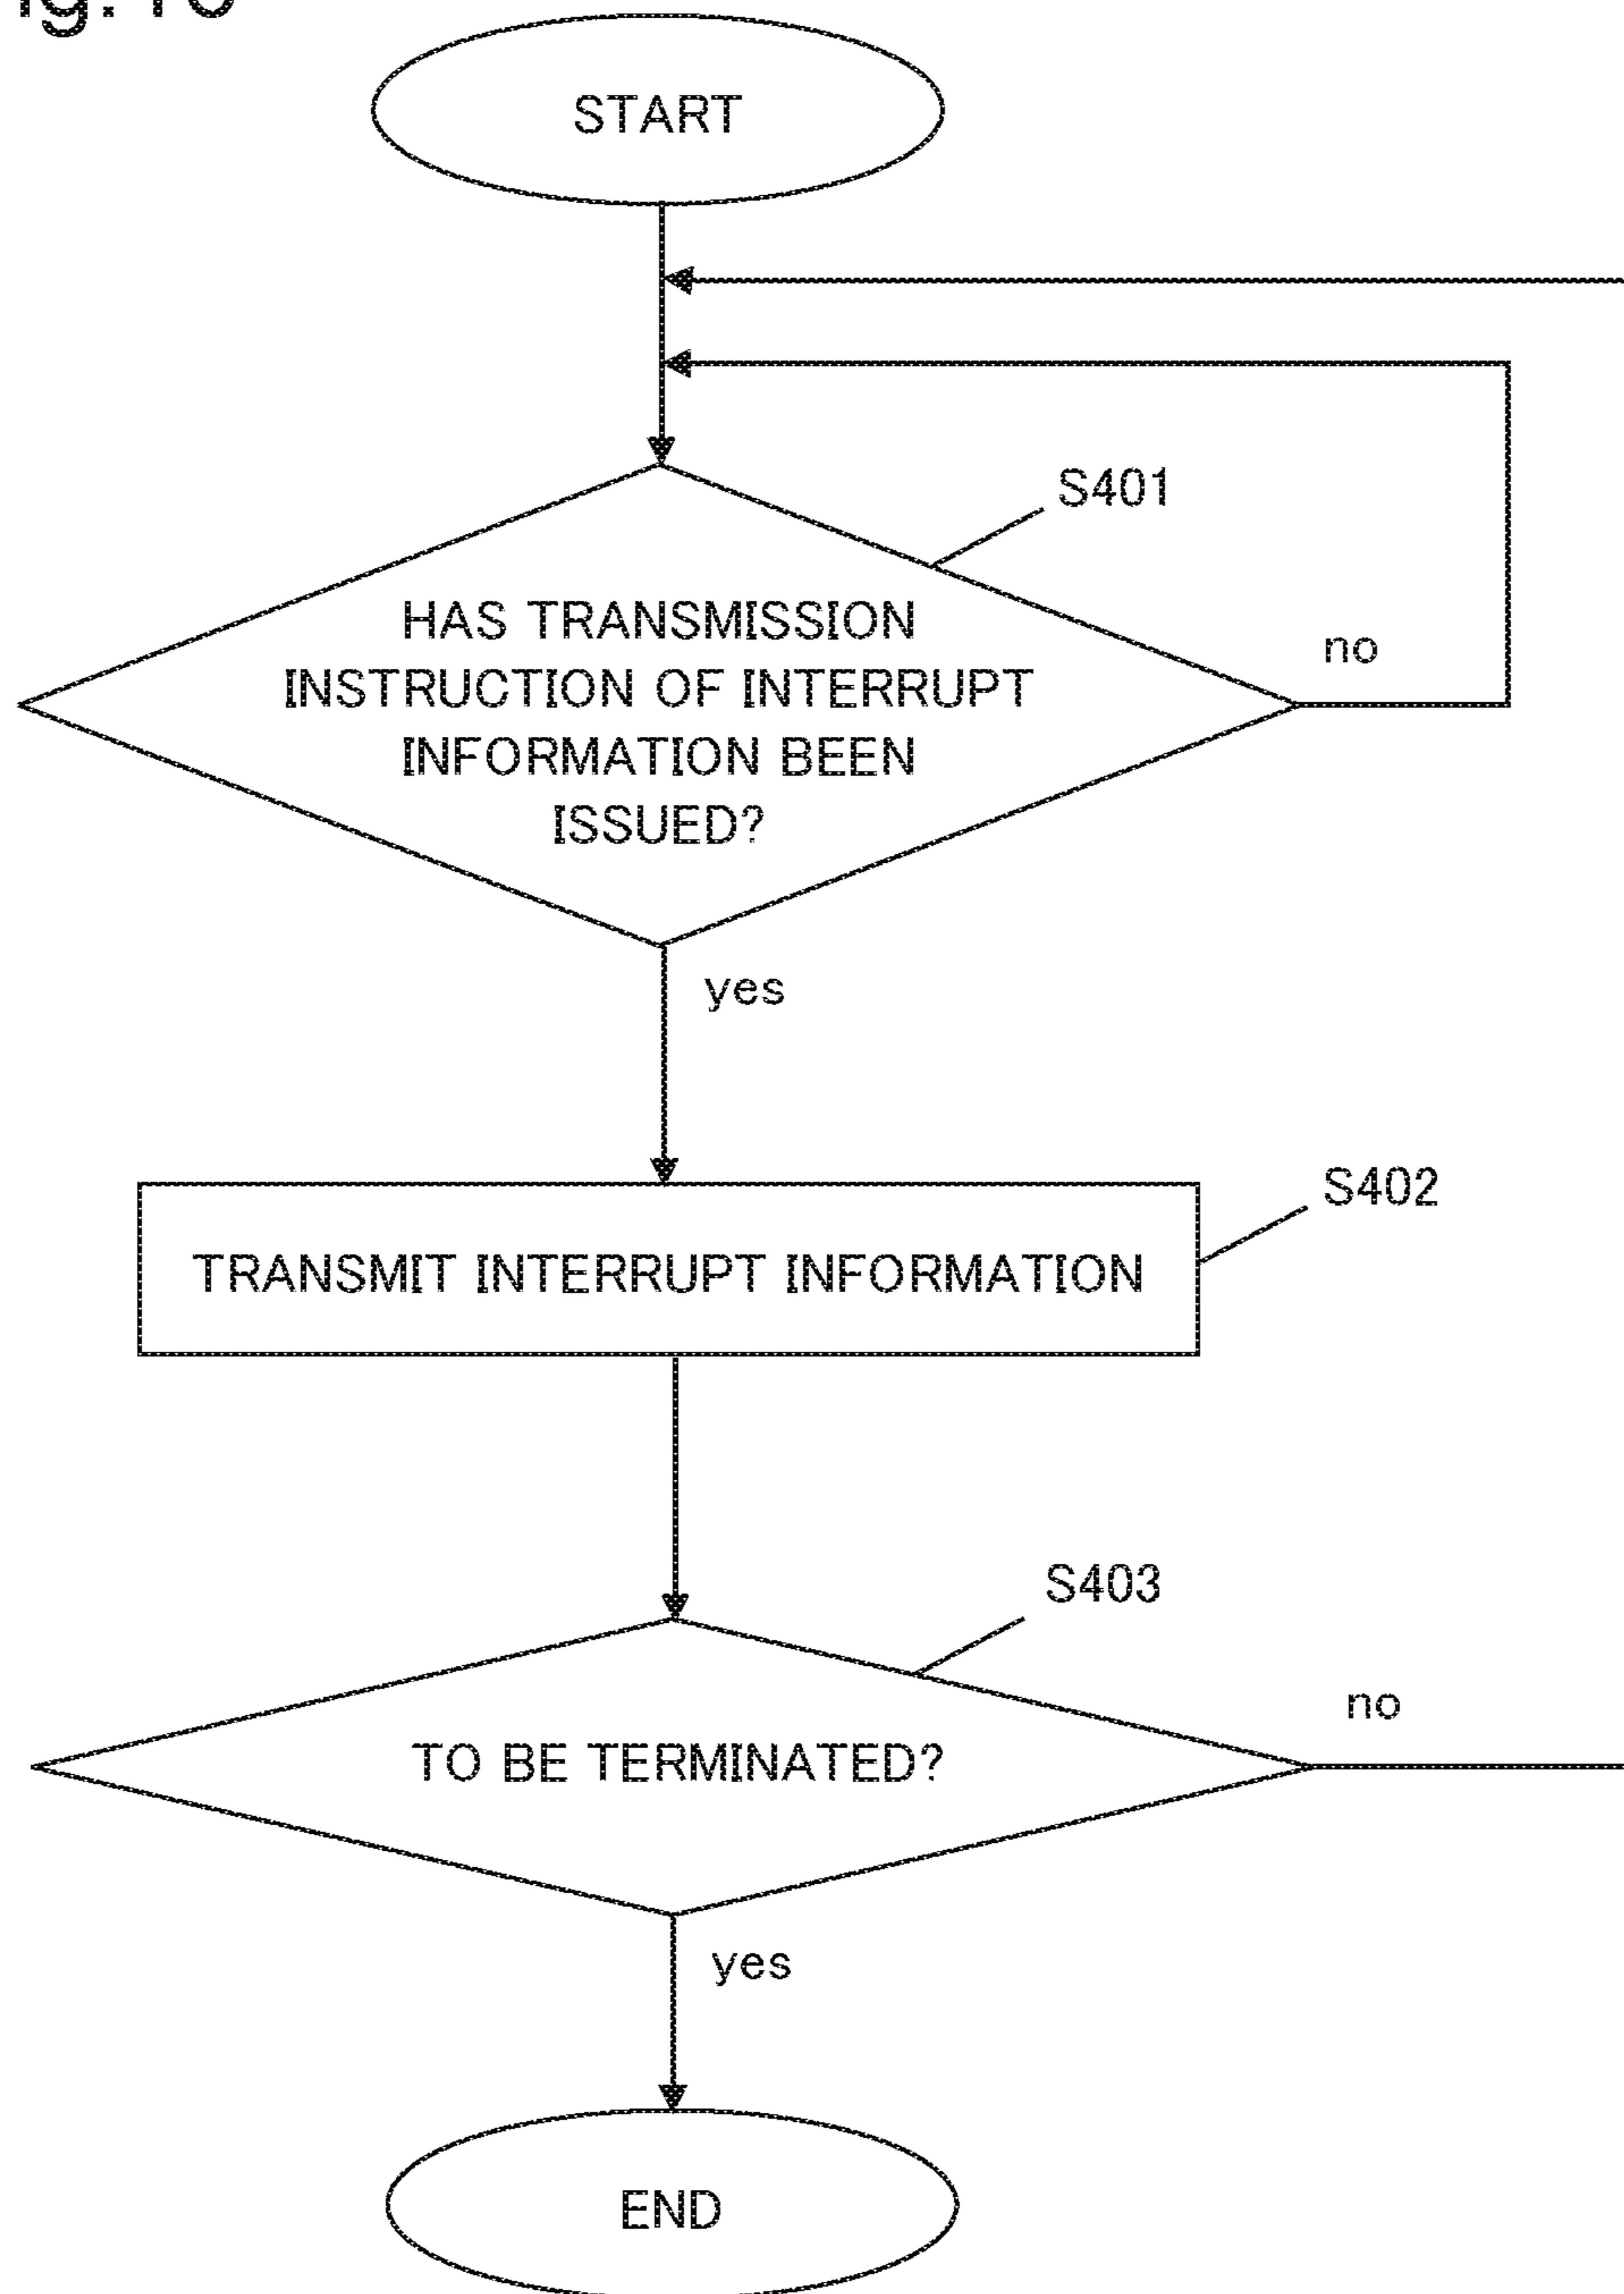 START
S401
HAS TRANSMISSION
INSTRUCTION OF INTERRUPT
INFORMATION BEEN
ISSUED?
no
yes
S402
TRANSMIT INTERRUPT INFORMATION
S403
no
TO BE TERMINATED?
yes
END